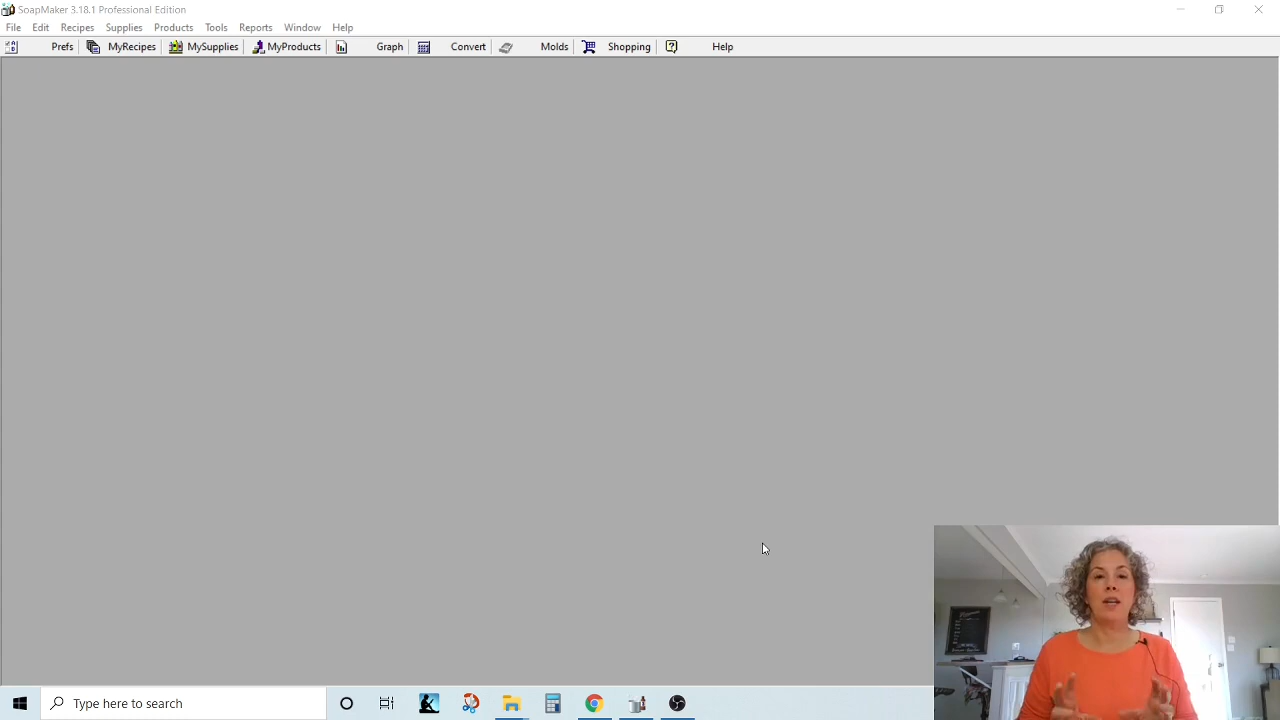 SoapMaker 3.18.1 Professional Edition
File Edit Recipes Supplies Products Tools Reports Window Help
Prefs MyRecipes MySupplies MyProducts Graph Convert Molds Shopping Help
Type here to search